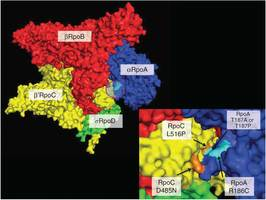 βRpoB
αRpoA
β'RpoC
σRpoD
RpoA
T187A or
T187P
RpoC
L516P
RpoC
D485N
RpoA
R186C